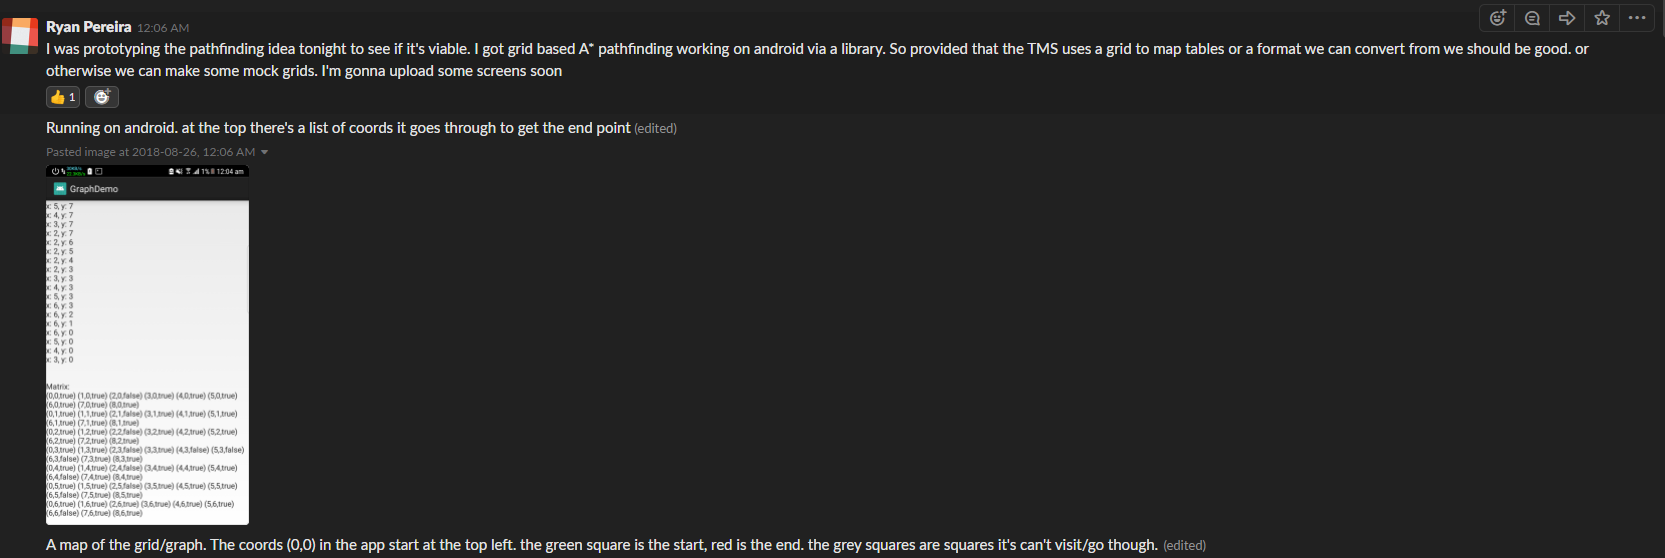 Ryan Pereira 12:06 AM
I was prototyping the pathfinding idea tonight to see if it's viable. I got grid based A* pathfinding working on android via a library. So provided that the TMS uses a grid to map tables or a format we can convert from we should be good. or
otherwise we can make some mock grids. I'm gonna upload some screens soon
1
Running on android. at the top there's a list of coords it goes through to get the end point (edited)
Pasted image at 2018-08-26, 12:06 AM
1% 12:04 am
GraphDemo
x: 5, y: 7
x: 4, y: 7
x: 3, y: 7
x: 2, y: 7
x: 2, y: 6
x: 2, y: 5
x: 2, y: 4
x: 2, y: 3
x: 3, y: 3
x: 4, y: 3
x: 5, y: 3
x: 6, y: 3
x: 6, y: 2
x: 6, y: 1
x: 6, y: 0
x: 5, y: 0
x: 4, y: 0
x: 3, y: 0
Matrix:
(0,0,true) (1,0,true) (2,0,false) (3,0,true) (4,0,true) (5,0,true)
(6,0,true) (7,0,true) (8,0,true)
(0,1,true) (1,1,true) (2,1,false) (3,1,true) (4,1,true) (5,1,true)
(6,1,true) (7,1,true) (8,1,true)
(0,2,true) (1,2,true) (2,2,false) (3,2,true) (4,2,true) (5,2,true)
(6,2,true) (7,2,true) (8,2,true)
(0,3,true) (1,3,true) (2,3,false) (3,3,true) (4,3,false) (5,3,false)
(6,3,false) (7,3,true) (8,3,true)
(0,4,true) (1,4,true) (2,4,false) (3,4,true) (4,4,true) (5,4,true)
(6,4,false) (7,4,true) (8,4,true)
(0,5,true) (1,5,true) (2,5,false) (3,5,true) (4,5,true) (5,5,true)
(6,5,false) (7,5,true) (8,5,true)
(0,6,true) (1,6,true) (2,6,true) (3,6,true) (4,6,true) (5,6,true)
(6,6,false) (7,6,true) (8,6,true)
A map of the grid/graph. The coords (0,0) in the app start at the top left. the green square is the start, red is the end. the grey squares are squares it's can't visit/go though. (edited)